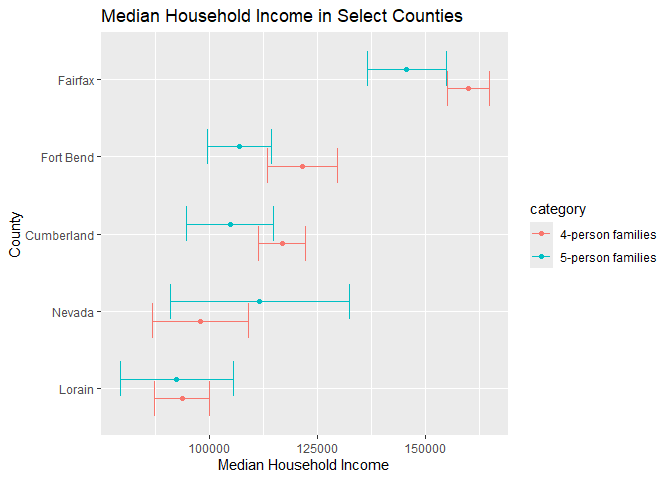 Median Household Income in Select Counties
County
Fairfax
Fort Bend
Cumberland
Nevada
Lorain
100000 125000 150000
Median Household Income
category
4-person families
5-person families